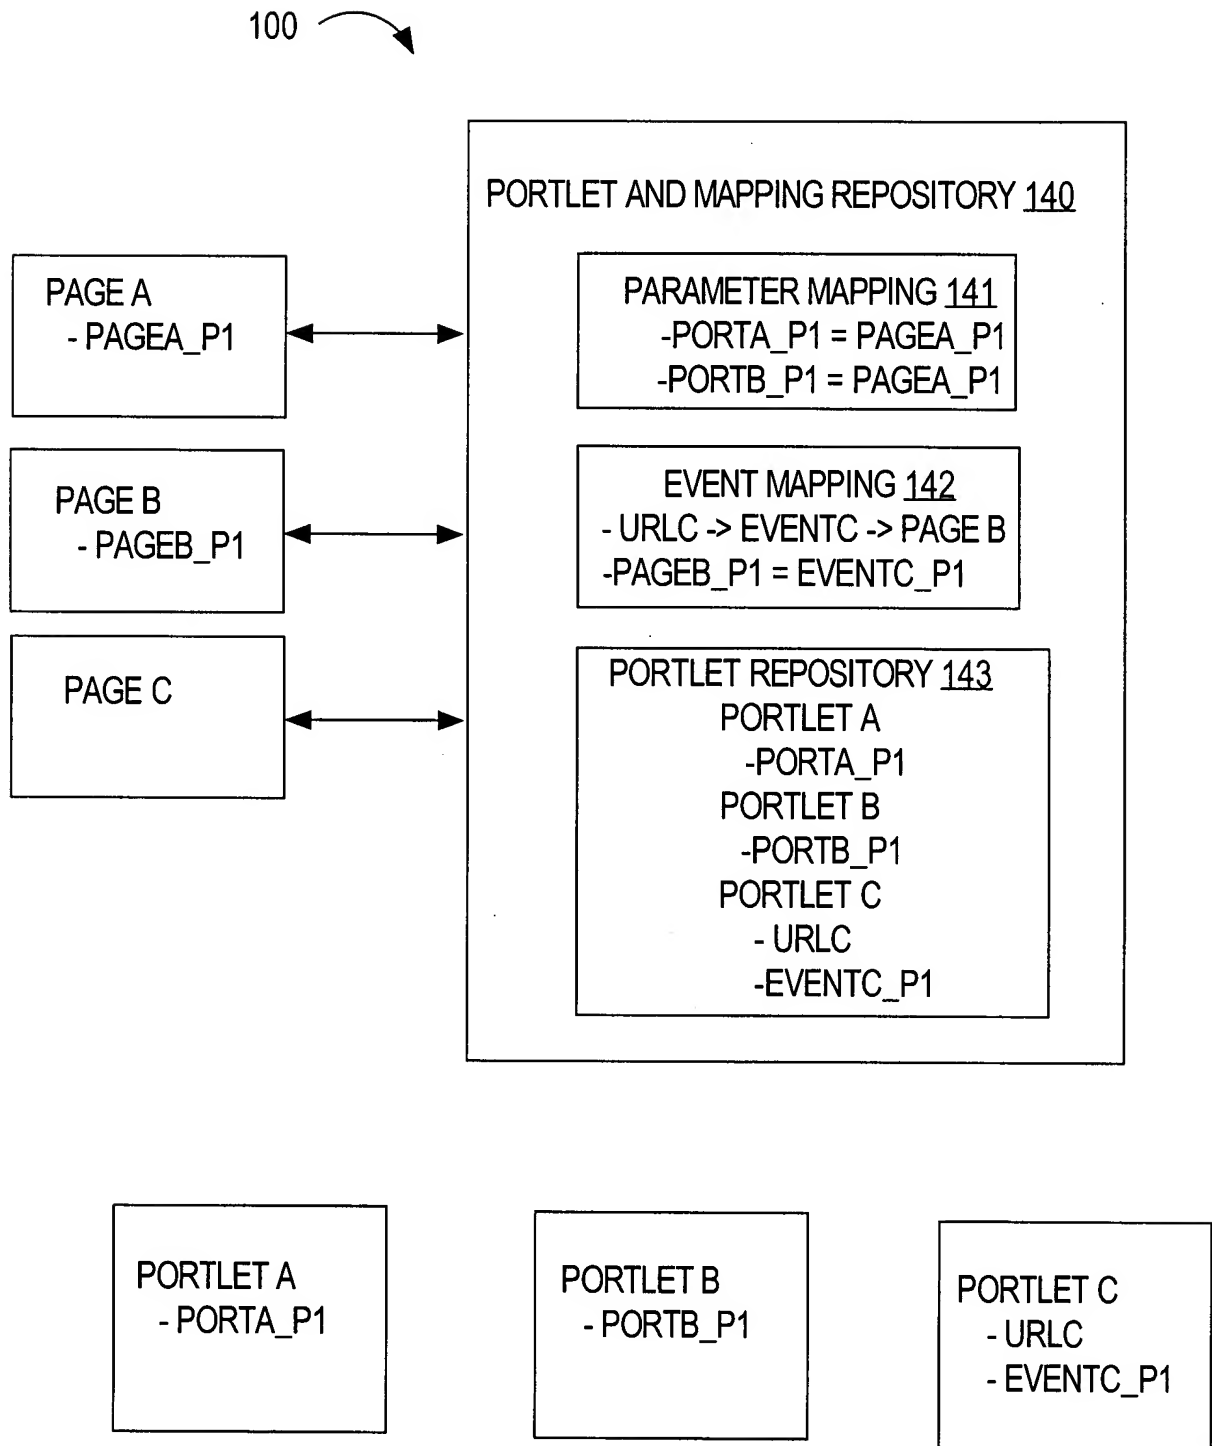 100
PORTLET AND MAPPING REPOSITORY 140
PAGE A
- PAGEA_P1
PARAMETER MAPPING 141
-PORTA_P1 = PAGEA_P1
-PORTB_P1 = PAGEA_P1
PAGE B
- PAGEB_P1
EVENT MAPPING 142
- URLC -> EVENTC -> PAGE B
-PAGEB_P1 = EVENTC_P1
PAGE C
PORTLET REPOSITORY 143
PORTLET A
-PORTA_P1
PORTLET B
-PORTB_P1
PORTLET C
- URLC
-EVENTC_P1
PORTLET A
- PORTA_P1
PORTLET B
- PORTB_P1
PORTLET C
- URLC
- EVENTC_P1